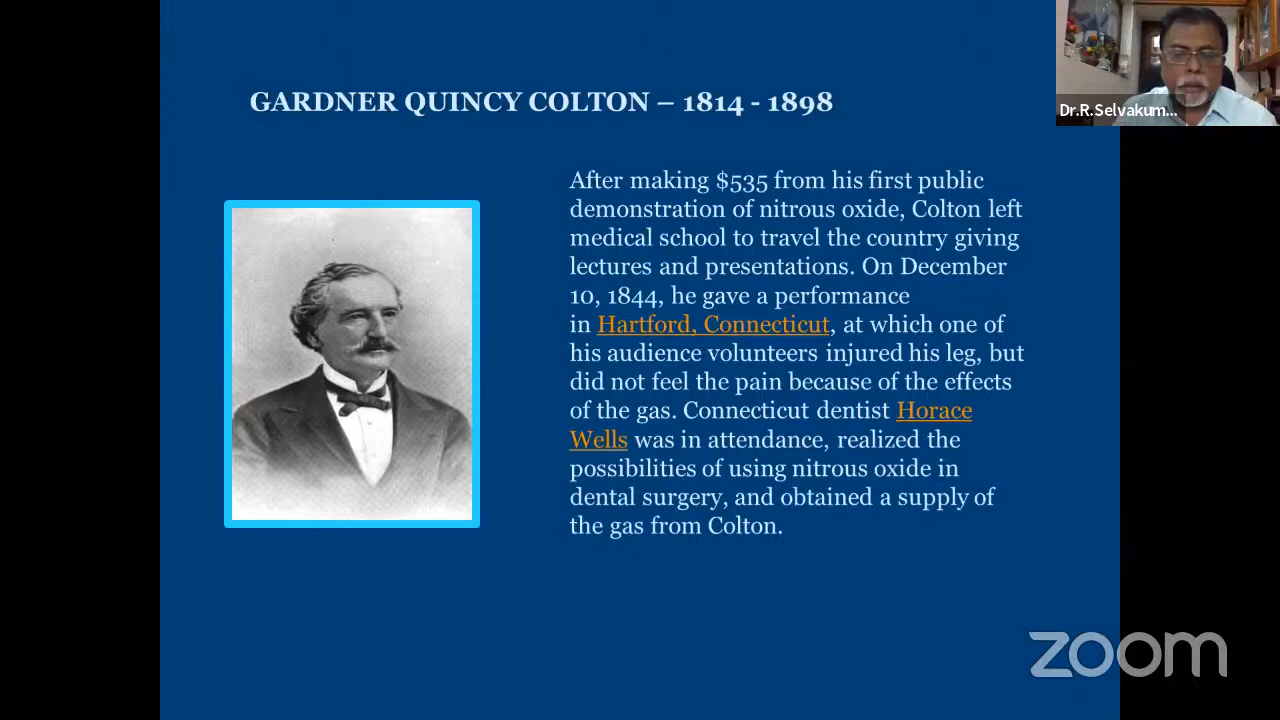 GARDNER QUINCY COLTON – 1814 - 1898
After making $535 from his first public
demonstration of nitrous oxide, Colton left
medical school to travel the country giving
lectures and presentations. On December
10, 1844, he gave a performance
in Hartford, Connecticut, at which one of
his audience volunteers injured his leg, but
did not feel the pain because of the effects
of the gas. Connecticut dentist Horace
Wells was in attendance, realized the
possibilities of using nitrous oxide in
dental surgery, and obtained a supply of
the gas from Colton.
Dr.R.Selvakum...
zoom